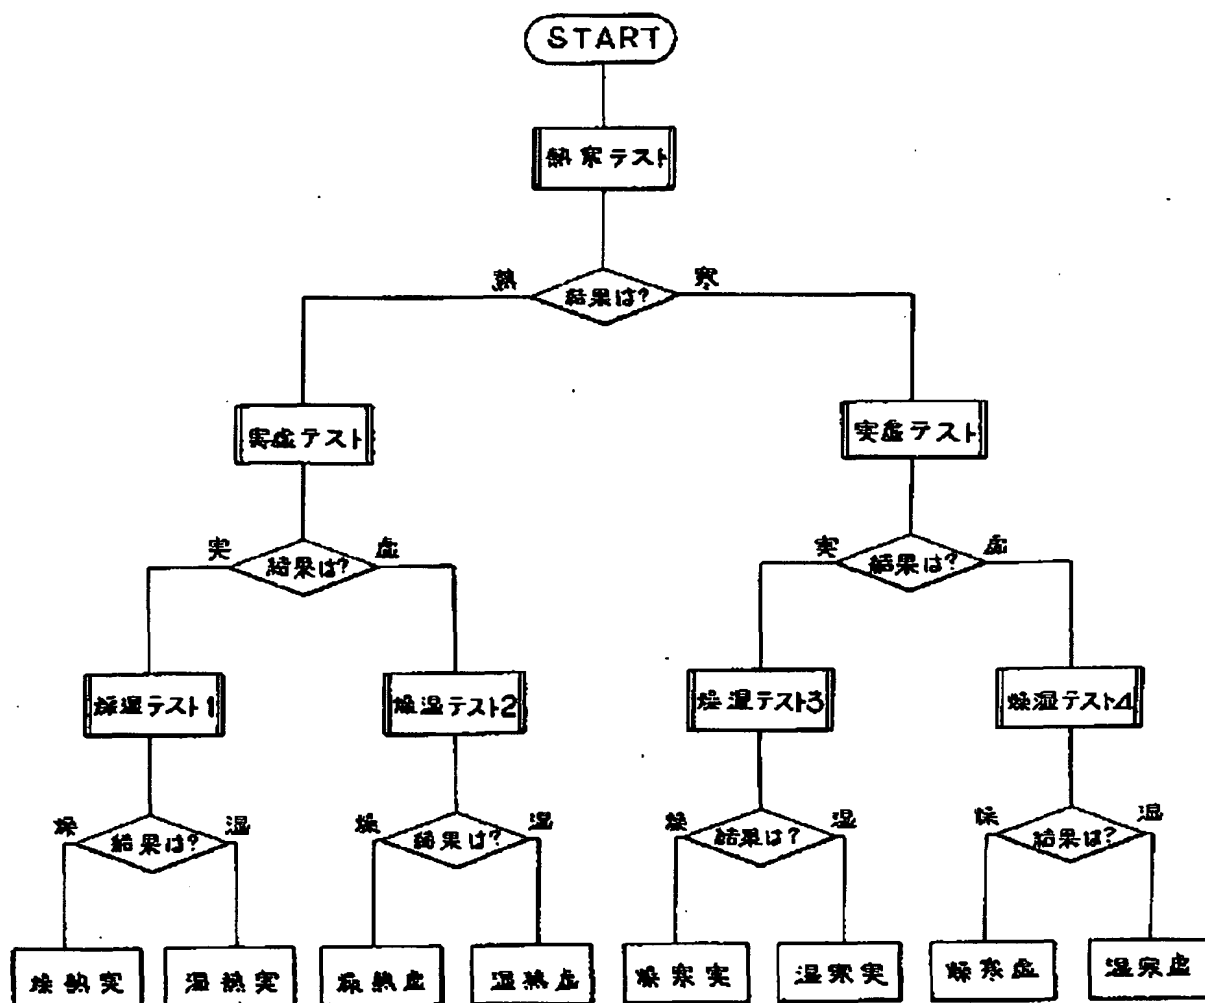 START
熱寒テスト
熱
寒
結果は?
実虚テスト
実虚テスト
実
虚
結果は?
実
虚
結果は?
燥湿テスト1
燥湿テスト2
燥湿テスト3
燥湿テスト4
燥
湿
結果は?
燥
湿
結果は?
燥
湿
結果は?
燥
湿
結果は?
燥熱実
湿熱実
燥熱虚
湿熱虚
燥寒実
湿寒実
燥寒虚
湿寒虚